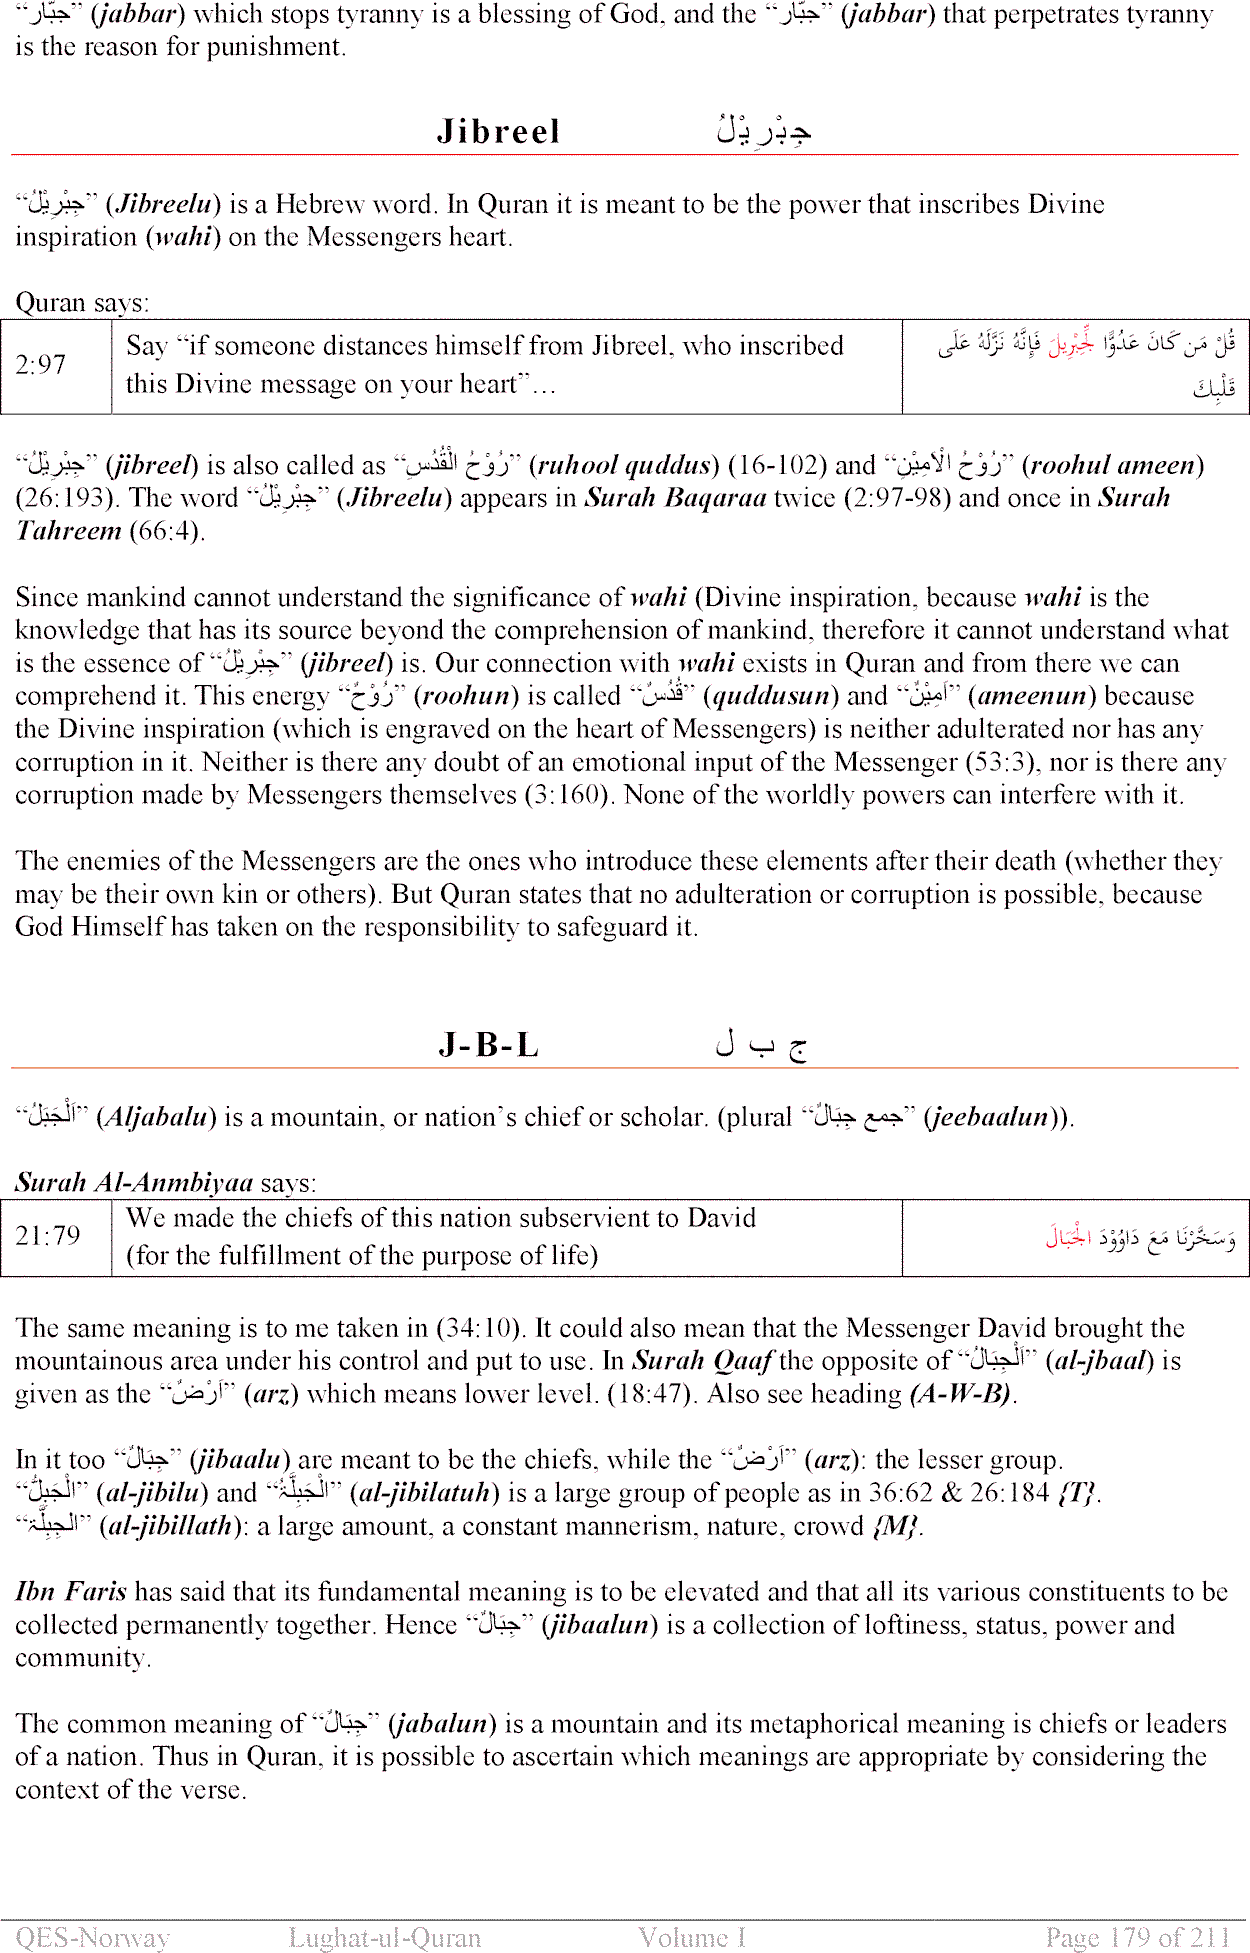 “جبّار” (jabbar) which stops tyranny is a blessing of God, and the “جبّار” (jabbar) that perpetrates tyranny
is the reason for punishment.
Jibreel جِبْرِيْلُ
“جِبْرِيْلُ” (Jibreelu) is a Hebrew word. In Quran it is meant to be the power that inscribes Divine
inspiration (wahi) on the Messengers heart.
Quran says:
2:97
Say “if someone distances himself from Jibreel, who inscribed
this Divine message on your heart”…
قُلْ مَن كَانَ عَدُوًّا لِّجِبْرِيلَ فَإِنَّهُ نَزَّلَهُ عَلَى
قَلْبِكَ
“جِبْرِيْلُ” (jibreel) is also called as “رُوْحُ الْقُدُسِ” (ruhool quddus) (16-102) and “رُوْحُ الْاَمِيْنِ” (roohul ameen)
(26:193). The word “جِبْرِيْلُ” (Jibreelu) appears in Surah Baqaraa twice (2:97-98) and once in Surah
Tahreem (66:4).
Since mankind cannot understand the significance of wahi (Divine inspiration, because wahi is the
knowledge that has its source beyond the comprehension of mankind, therefore it cannot understand what
is the essence of “جِبْرِيْلُ” (jibreel) is. Our connection with wahi exists in Quran and from there we can
comprehend it. This energy “رُوْحٌ” (roohun) is called “قُدُسٌ” (quddusun) and “اَمِيْنٌ” (ameenun) because
the Divine inspiration (which is engraved on the heart of Messengers) is neither adulterated nor has any
corruption in it. Neither is there any doubt of an emotional input of the Messenger (53:3), nor is there any
corruption made by Messengers themselves (3:160). None of the worldly powers can interfere with it.
The enemies of the Messengers are the ones who introduce these elements after their death (whether they
may be their own kin or others). But Quran states that no adulteration or corruption is possible, because
God Himself has taken on the responsibility to safeguard it.
J-B-L ج ب ل
“اَلْجَبَلُ” (Aljabalu) is a mountain, or nation’s chief or scholar. (plural “جمع جِبَالٌ” (jeebaalun)).
Surah Al-Anmbiyaa says:
21:79
We made the chiefs of this nation subservient to David
(for the fulfillment of the purpose of life)
وَسَخَّرْنَا مَعَ دَاوُوْدَ الْجِبَالَ
The same meaning is to me taken in (34:10). It could also mean that the Messenger David brought the
mountainous area under his control and put to use. In Surah Qaaf the opposite of “اَلْجِبَالُ” (al-jbaal) is
given as the “اَرْضٌ” (arz) which means lower level. (18:47). Also see heading (A-W-B).
In it too “جِبَالٌ” (jibaalu) are meant to be the chiefs, while the “اَرْضٌ” (arz): the lesser group.
“الْجِبِلُّ” (al-jibilu) and “الْجِبِلَّةُ” (al-jibilatuh) is a large group of people as in 36:62 & 26:184 {T}.
“الْجِبِلَّة” (al-jibillath): a large amount, a constant mannerism, nature, crowd {M}.
Ibn Faris has said that its fundamental meaning is to be elevated and that all its various constituents to be
collected permanently together. Hence “جِبَالٌ” (jibaalun) is a collection of loftiness, status, power and
community.
The common meaning of “جِبَالٌ” (jabalun) is a mountain and its metaphorical meaning is chiefs or leaders
of a nation. Thus in Quran, it is possible to ascertain which meanings are appropriate by considering the
context of the verse.
QES-Norway Lughat-ul-Quran Volume I Page 179 of 211